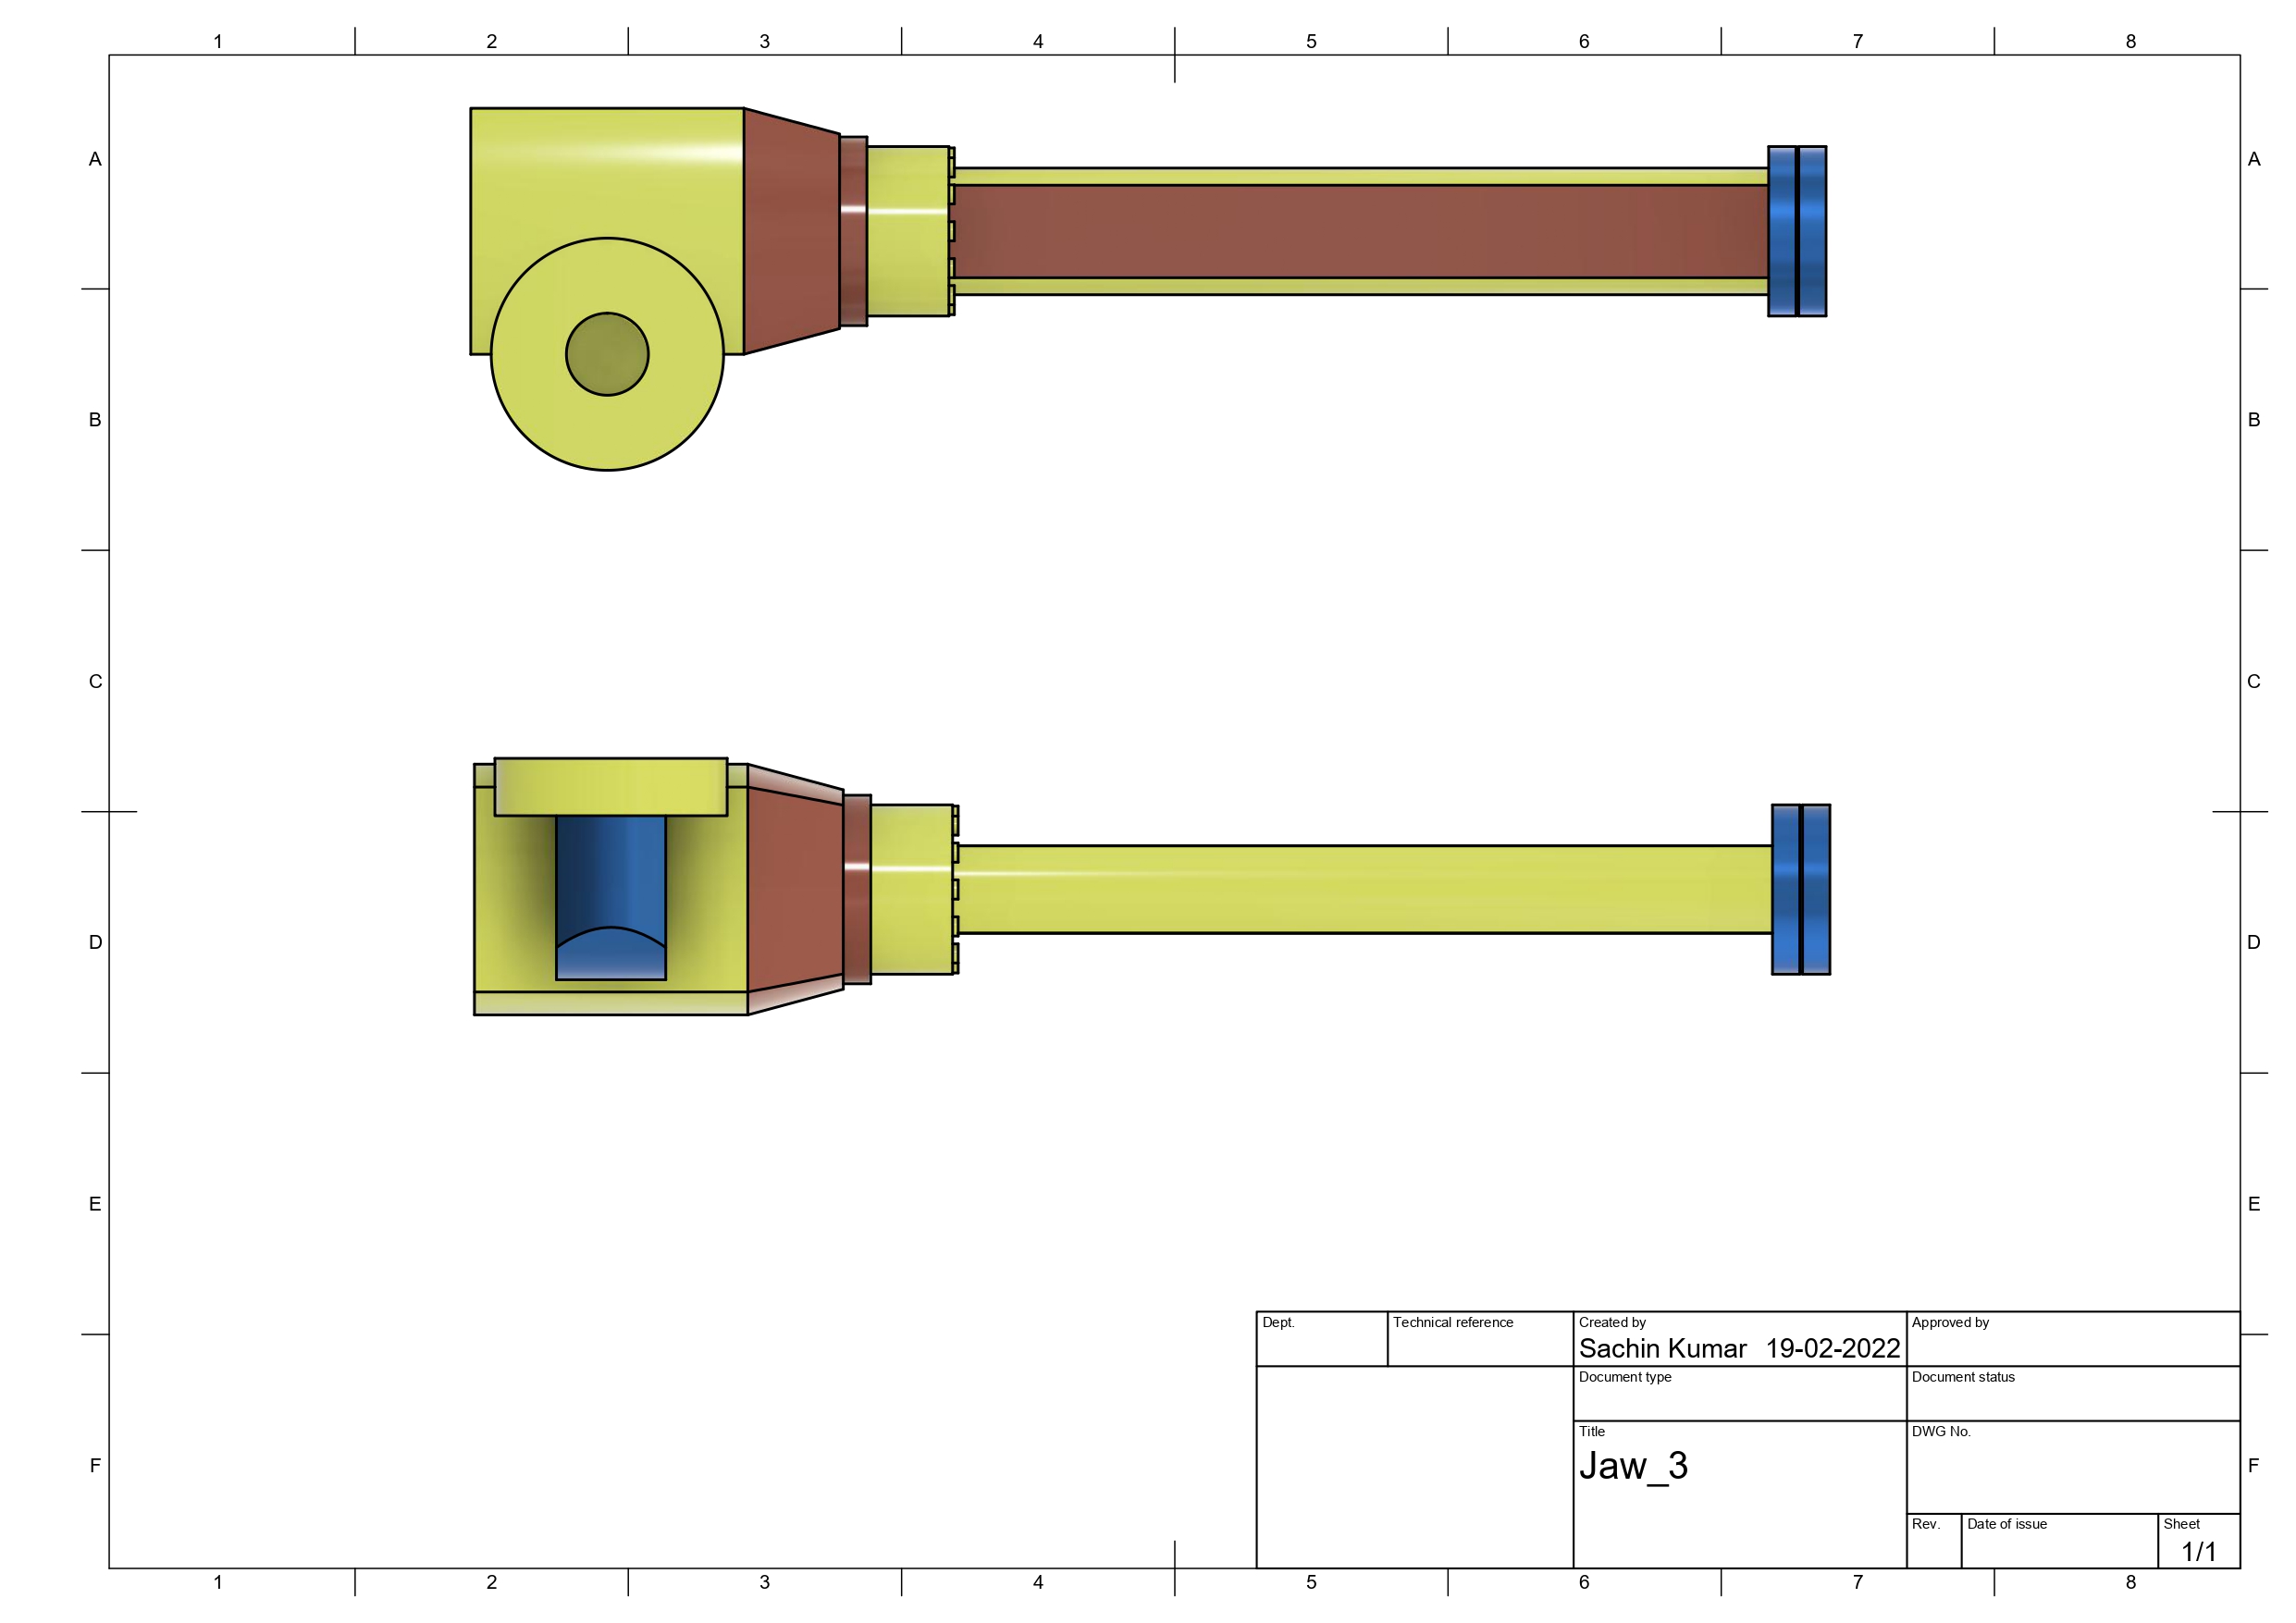 1 2 3 4 5 6 7 8
A A
B B
C C
D D
E E
Dept. Technical reference Created by Approved by
Sachin Kumar 19-02-2022
Document type Document status
Title DWG No.
Jaw_3
F F
Rev. Date of issue Sheet
1/1
1 2 3 4 5 6 7 8